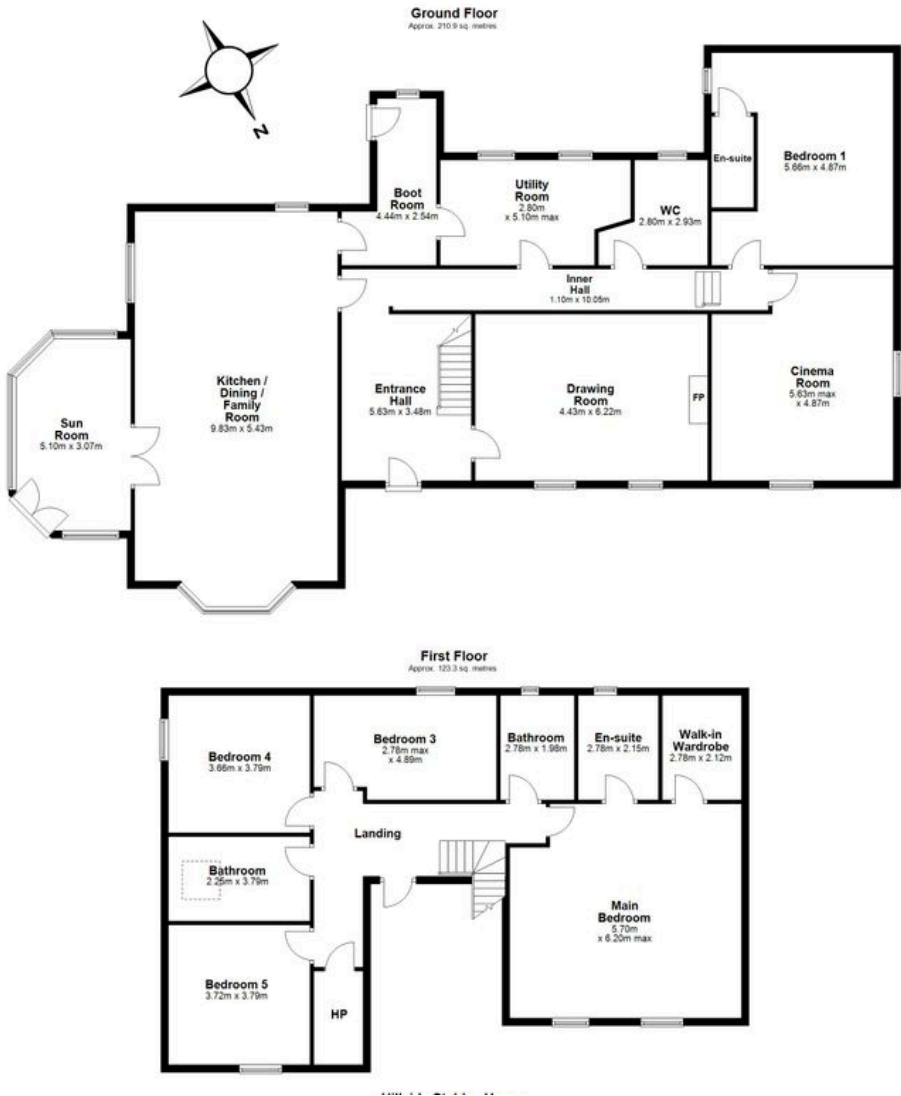 Ground Floor
Approx. 210.9 sq. metres
N
Boot
Room
4.44m x 2.54m
Utility
Room
2.80m
x 5.10m max
WC
2.80m x 2.93m
En-suite
Bedroom 1
5.66m x 4.87m
Inner
Hall
1.10m x 10.05m
Kitchen /
Dining /
Family
Room
9.83m x 5.43m
Sun
Room
5.10m x 3.07m
Entrance
Hall
5.63m x 3.48m
Drawing
Room
4.43m x 6.22m
FP
Cinema
Room
5.63m max
x 4.87m
First Floor
Approx. 123.3 sq. metres
Bedroom 4
3.66m x 3.79m
Bedroom 3
2.78m max
x 4.89m
Bathroom
2.78m x 1.98m
En-suite
2.78m x 2.15m
Walk-in
Wardrobe
2.78m x 2.12m
Landing
Bathroom
2.25m x 3.79m
Main
Bedroom
5.70m
x 6.20m max
Bedroom 5
3.72m x 3.79m
HP